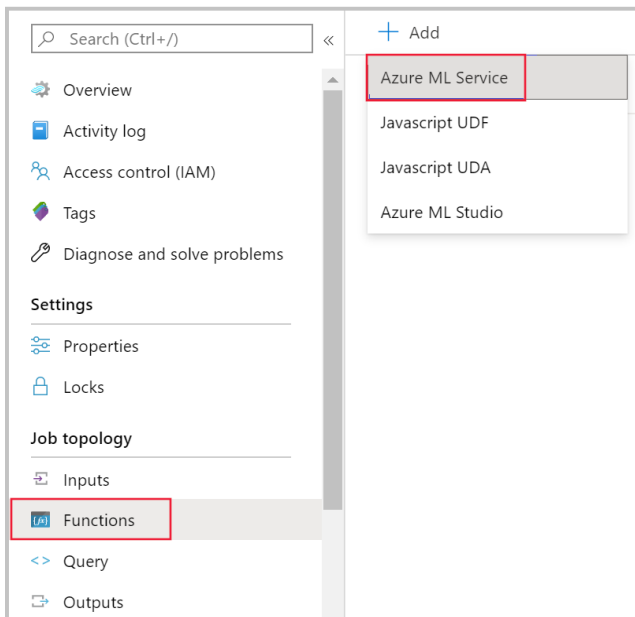 Search (Ctrl+/)
Overview
Activity log
Access control (IAM)
Tags
Diagnose and solve problems
Settings
Properties
Locks
Job topology
Inputs
Functions
Query
Outputs
Add
Azure ML Service
Javascript UDF
Javascript UDA
Azure ML Studio